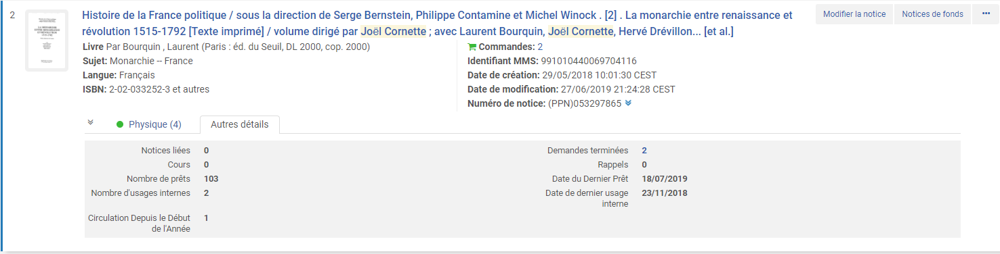 2
Histoire de la France politique / sous la direction de Serge Bernstein, Philippe Contamine et Michel Winock . [2] . La monarchie entre renaissance et
révolution 1515-1792 [Texte imprimé] / volume dirigé par Joël Cornette ; avec Laurent Bourquin, Joël Cornette, Hervé Drévillon... [et al.]
Modifier la notice
Notices de fonds
•••
Livre Par Bourquin , Laurent (Paris : éd. du Seuil, DL 2000, cop. 2000)
Sujet: Monarchie -- France
Langue: Français
ISBN: 2-02-033252-3 et autres
Commandes: 2
Identifiant MMS: 991010440069704116
Date de création: 29/05/2018 10:01:30 CEST
Date de modification: 27/06/2019 21:24:28 CEST
Numéro de notice: (PPN)053297865
Physique (4)
Autres détails
Notices liées 0
Cours 0
Nombre de prêts 103
Nombre d'usages internes 2
Circulation Depuis le Début 1
de l'Année
Demandes terminées 2
Rappels 0
Date du Dernier Prêt 18/07/2019
Date de dernier usage 23/11/2018
interne